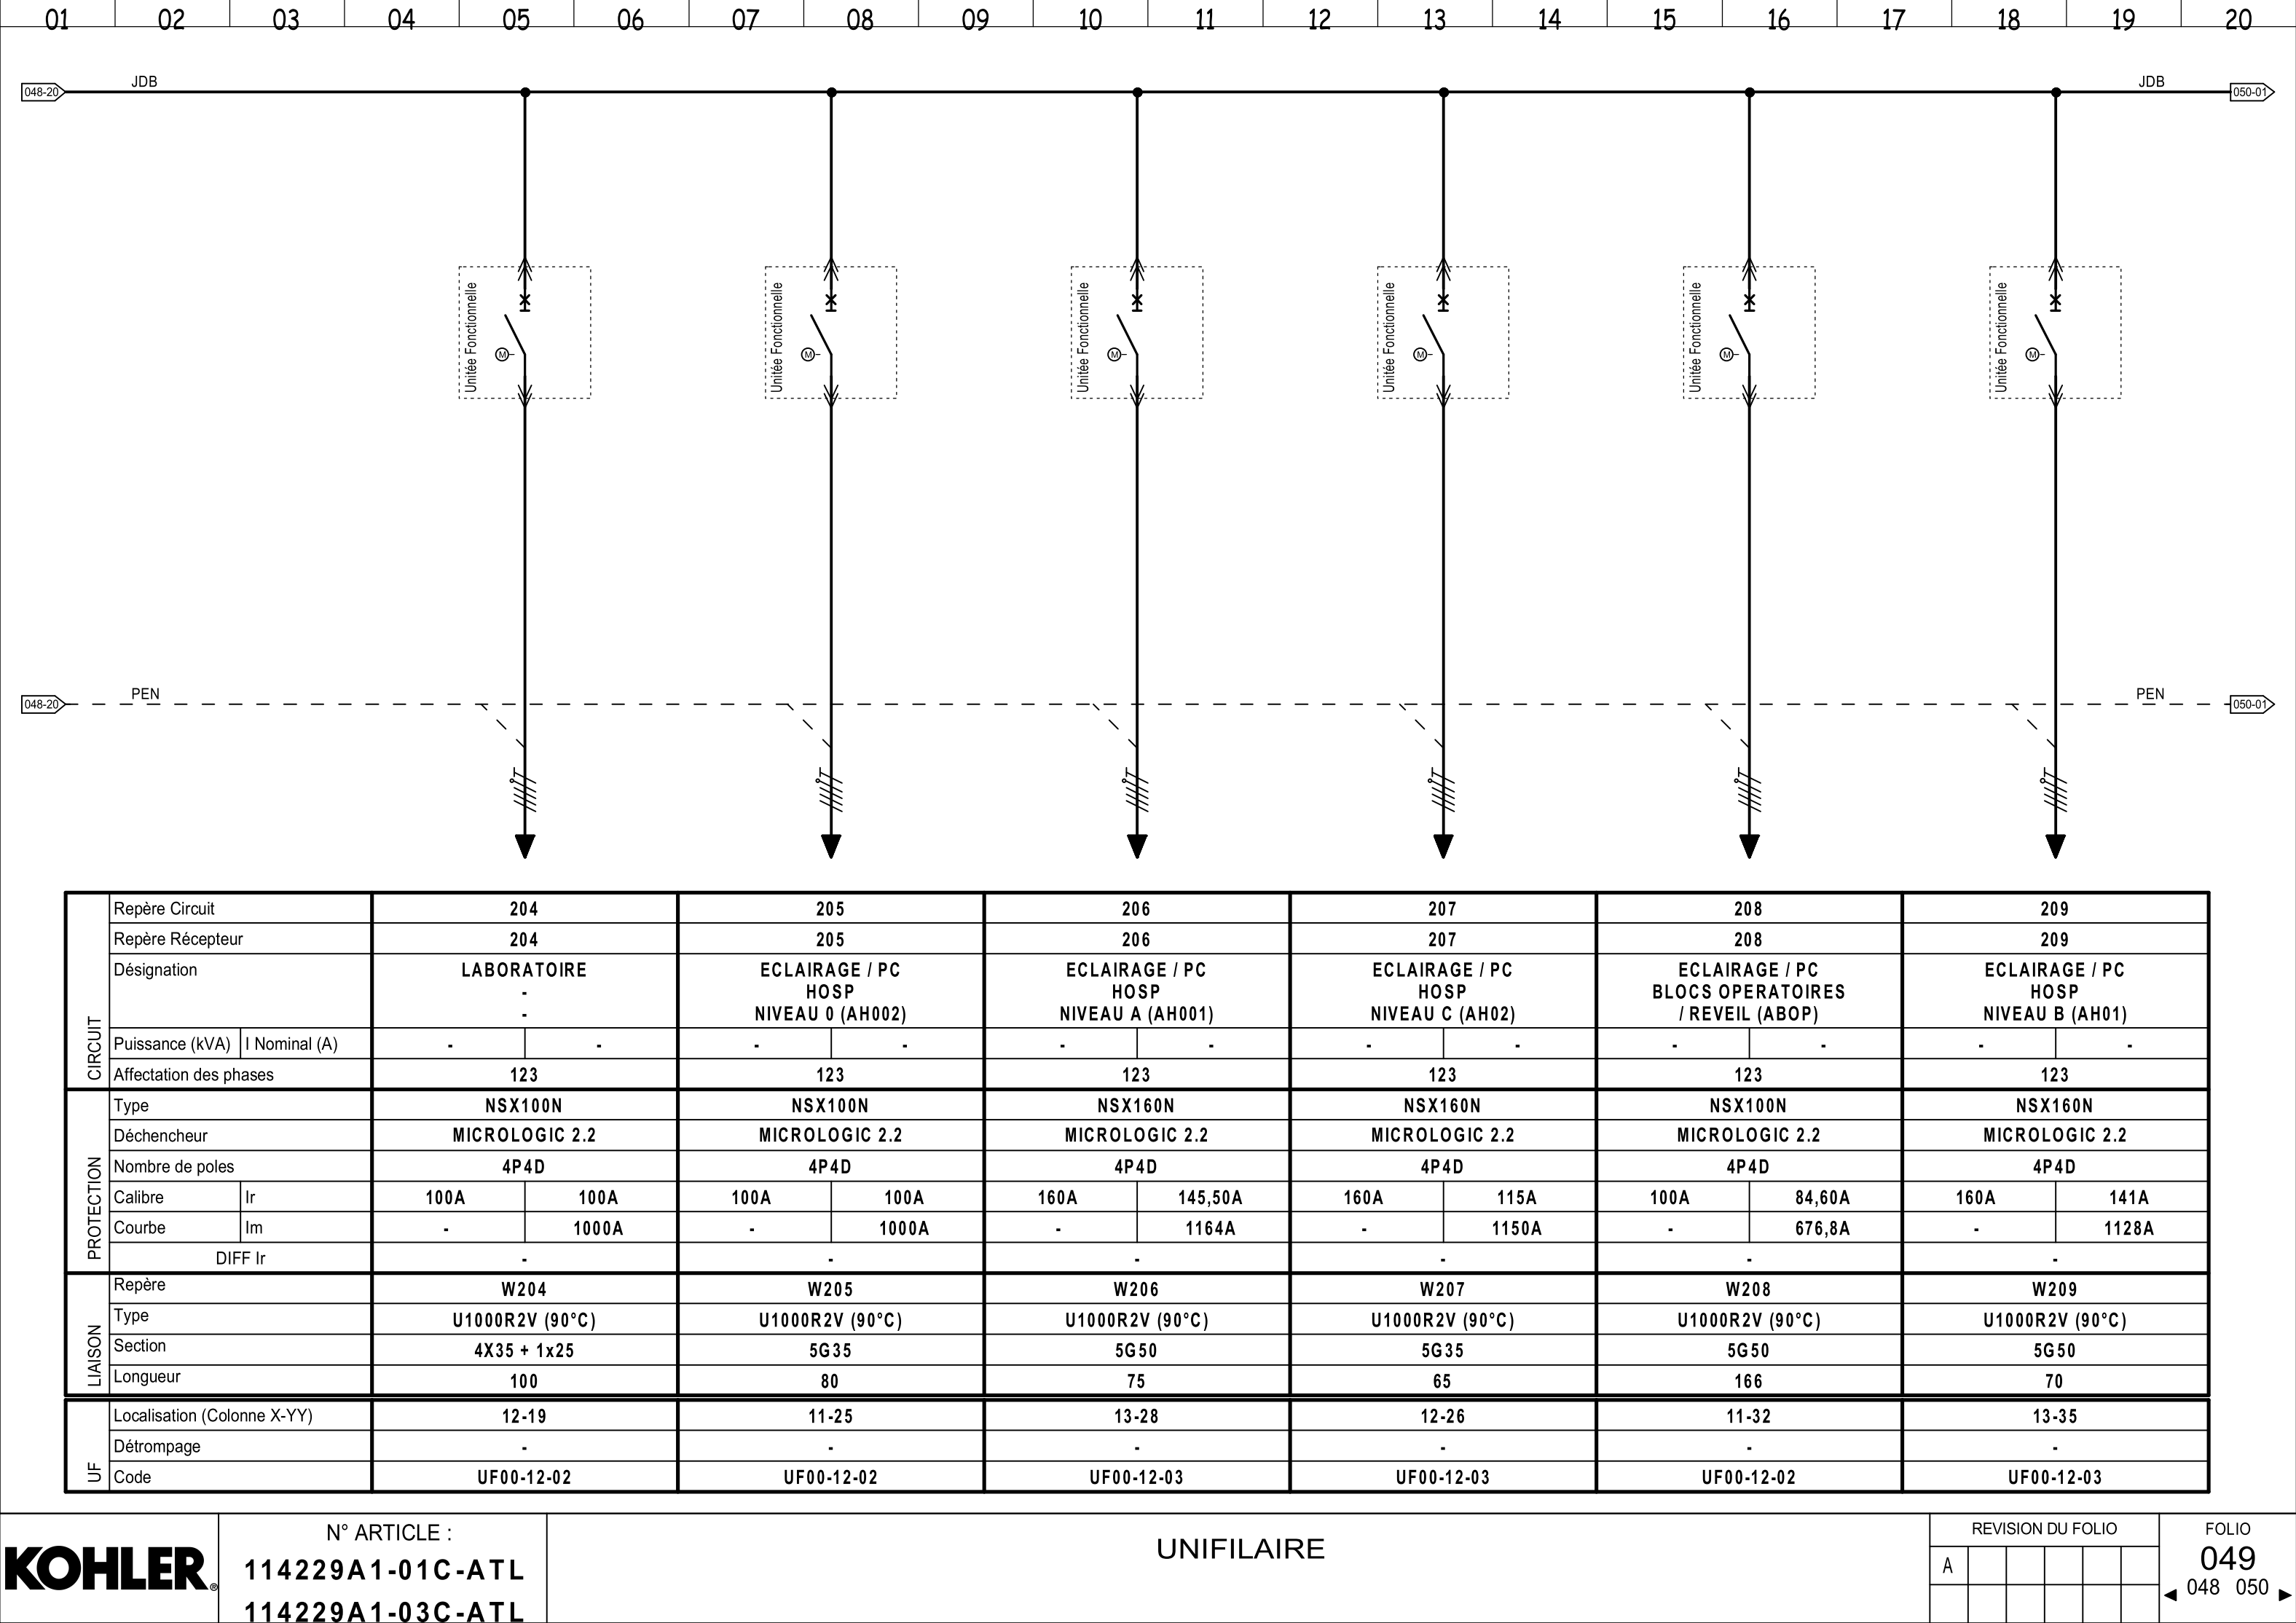 01 02 03 04 05 06 07 08 09 10 11 12 13 14 15 16 17 18 19 20
JDB JDB
048-20 050-01
Unitée Fonctionnelle Unitée Fonctionnelle Unitée Fonctionnelle Unitée Fonctionnelle Unitée Fonctionnelle Unitée Fonctionnelle
M M M M M M
PEN PEN
048-20 050-01
CIRCUIT
Repère Circuit 204 205 206 207 208 209
Repère Récepteur 204 205 206 207 208 209
Désignation LABORATOIRE ECLAIRAGE / PC ECLAIRAGE / PC ECLAIRAGE / PC ECLAIRAGE / PC ECLAIRAGE / PC
- HOSP HOSP HOSP BLOCS OPERATOIRES HOSP
- NIVEAU 0 (AH002) NIVEAU A (AH001) NIVEAU C (AH02) / REVEIL (ABOP) NIVEAU B (AH01)
Puissance (kVA) I Nominal (A) - - - - - - - - - - - -
Affectation des phases 123 123 123 123 123 123
PROTECTION
Type NSX100N NSX100N NSX160N NSX160N NSX100N NSX160N
Déchencheur MICROLOGIC 2.2 MICROLOGIC 2.2 MICROLOGIC 2.2 MICROLOGIC 2.2 MICROLOGIC 2.2 MICROLOGIC 2.2
Nombre de poles 4P4D 4P4D 4P4D 4P4D 4P4D 4P4D
Calibre Ir 100A 100A 100A 100A 160A 145,50A 160A 115A 100A 84,60A 160A 141A
Courbe Im - 1000A - 1000A - 1164A - 1150A - 676,8A - 1128A
DIFF Ir - - - - - -
LIAISON
Repère W204 W205 W206 W207 W208 W209
Type U1000R2V (90°C) U1000R2V (90°C) U1000R2V (90°C) U1000R2V (90°C) U1000R2V (90°C) U1000R2V (90°C)
Section 4X35 + 1x25 5G35 5G50 5G35 5G50 5G50
Longueur 100 80 75 65 166 70
UF
Localisation (Colonne X-YY) 12-19 11-25 13-28 12-26 11-32 13-35
Détrompage - - - - - -
Code UF00-12-02 UF00-12-02 UF00-12-03 UF00-12-03 UF00-12-02 UF00-12-03
KOHLER®
N° ARTICLE :
114229A1-01C-ATL
114229A1-03C-ATL
UNIFILAIRE
REVISION DU FOLIO
A
FOLIO
049
048 050